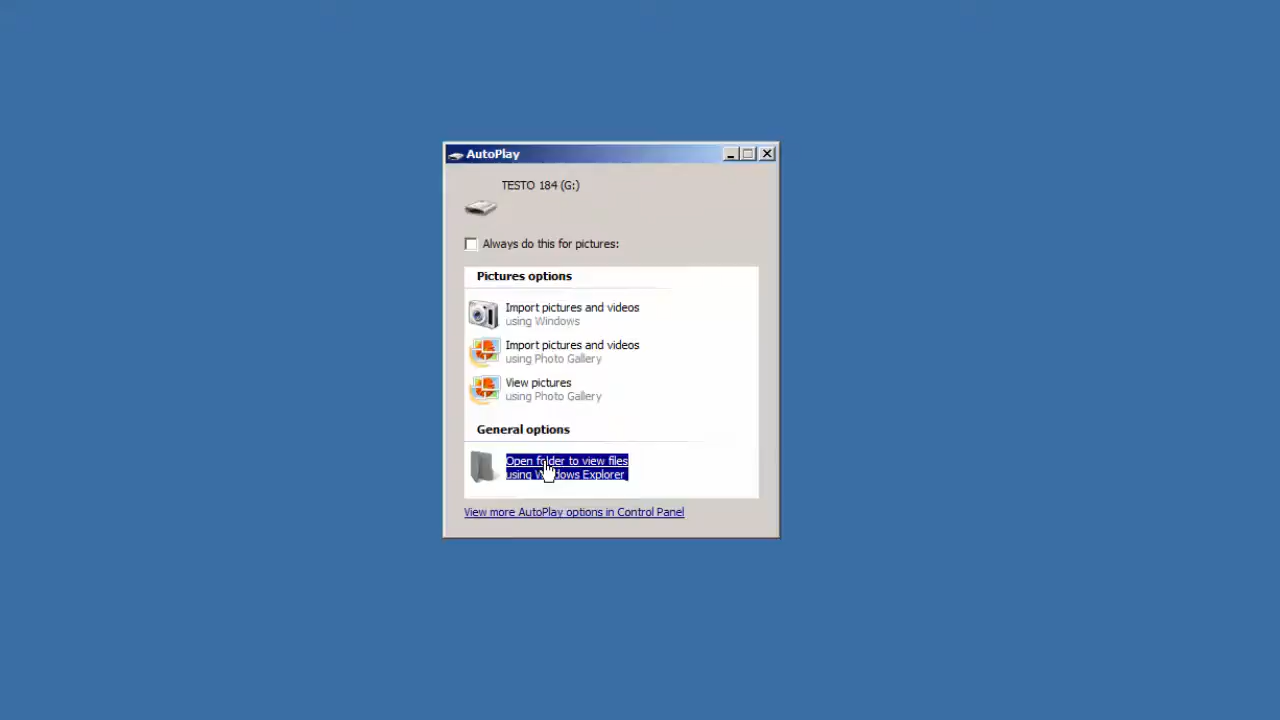 AutoPlay
TESTO 184 (G:)
Always do this for pictures:
Pictures options
Import pictures and videos
using Windows
Import pictures and videos
using Photo Gallery
View pictures
using Photo Gallery
General options
Open folder to view files
using Windows Explorer
View more AutoPlay options in Control Panel